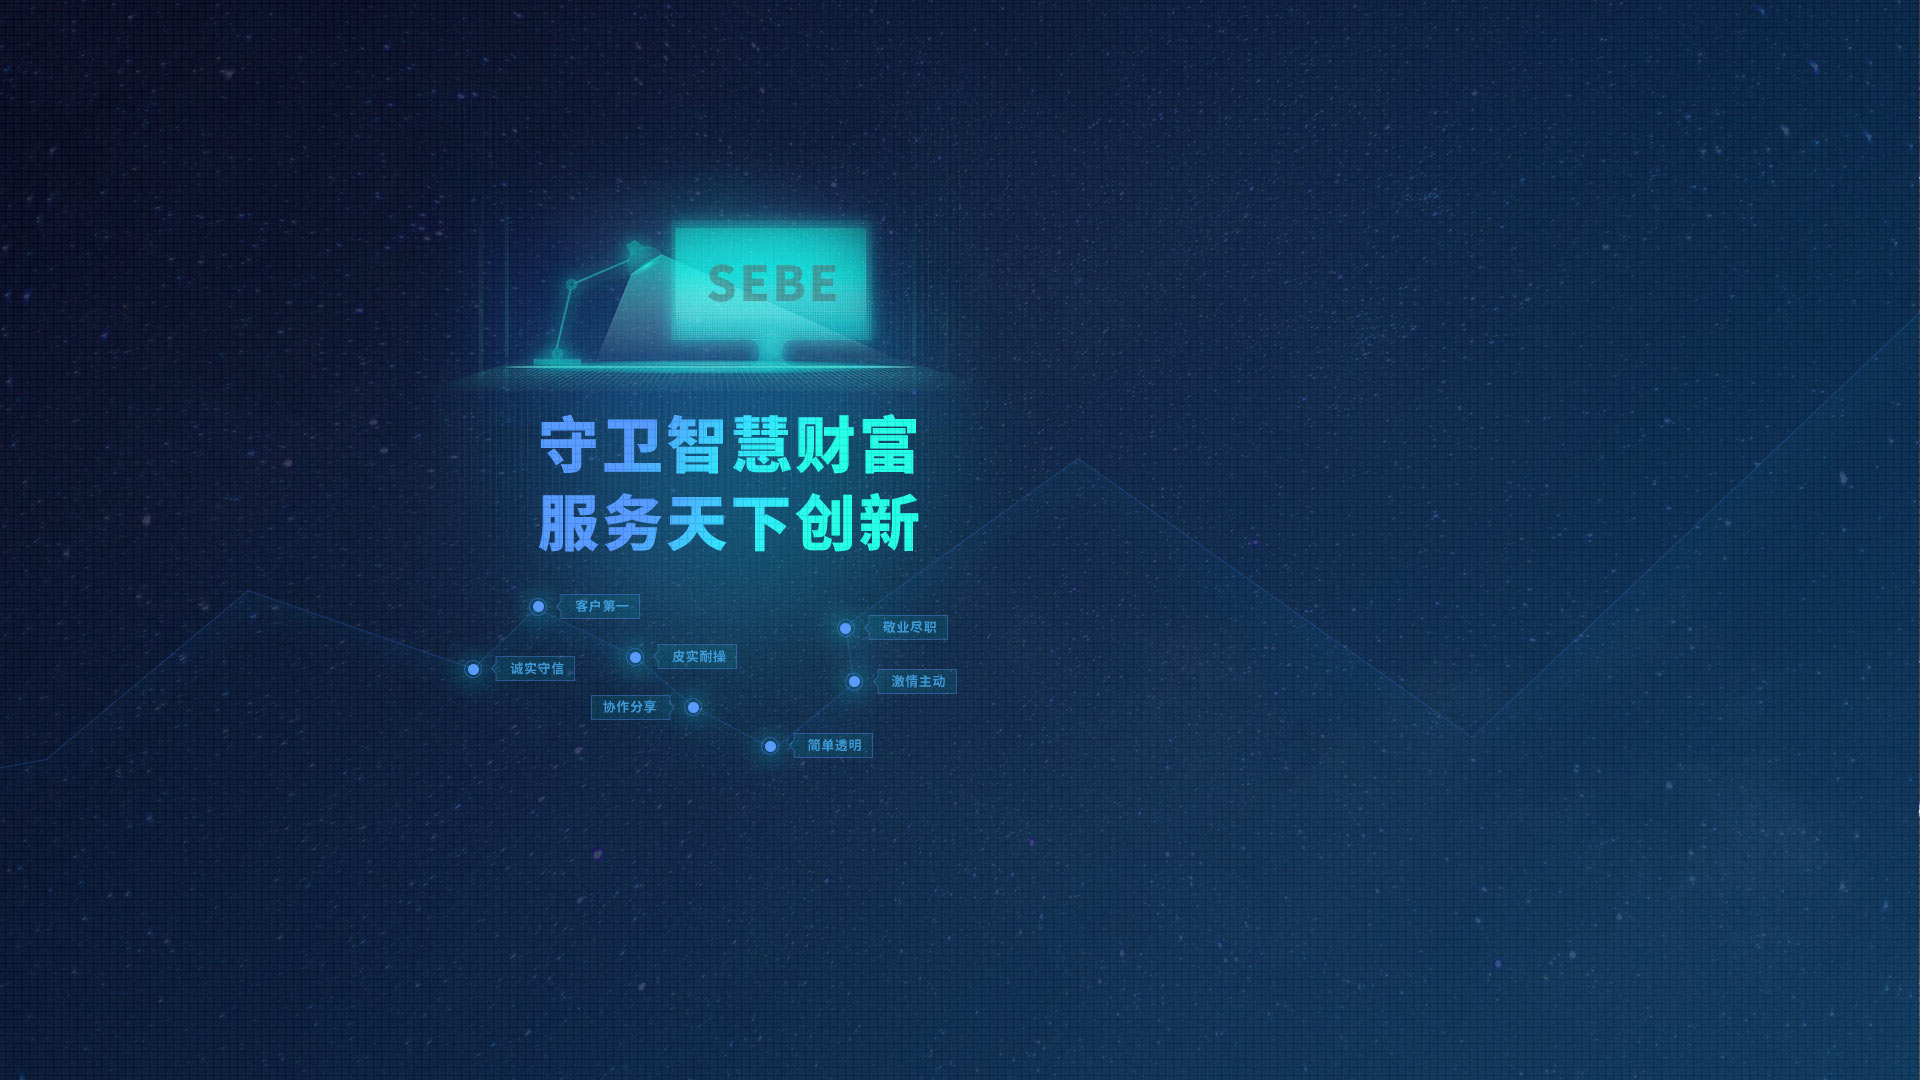 SEBE
守卫智慧财富
服务天下创新
客户第一
敬业尽职
皮实耐操
诚实守信
激情主动
协作分享
简单透明